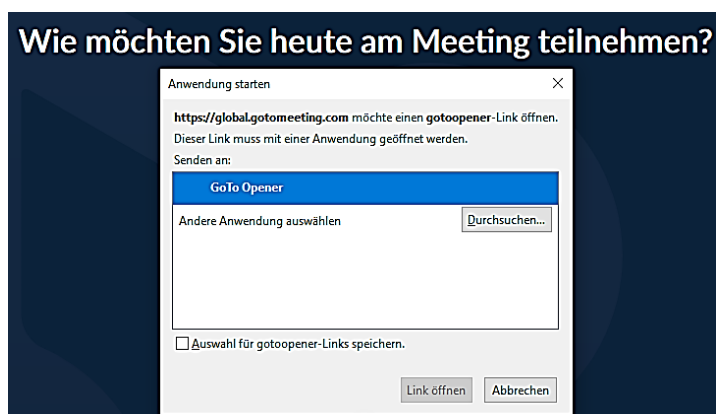 Wie möchten Sie heute am Meeting teilnehmen?
Anwendung starten
https://global.gotomeeting.com möchte einen gotoopener-Link öffnen.
Dieser Link muss mit einer Anwendung geöffnet werden.
Senden an:
GoTo Opener
Andere Anwendung auswählen Durchsuchen...
Auswahl für gotoopener-Links speichern.
Link öffnen Abbrechen